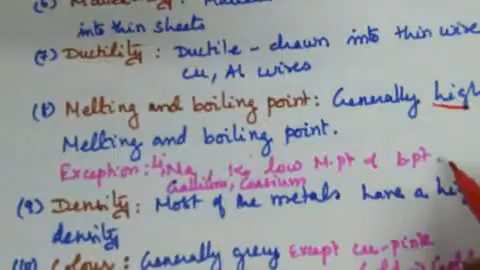 (6) Malleability :
into thin sheets
(7) Ductility : Ductile - drawn into thin wire
Cu, Al wires
(8) Melting and boiling point : Generally high
Melting and boiling point.
Exception : Li, Na, K, low M.pt & b.pt
Gallium, Caesium
(9) Density : Most of the metals have a
density
(10) Colour : Generally grey Except Cu - pink